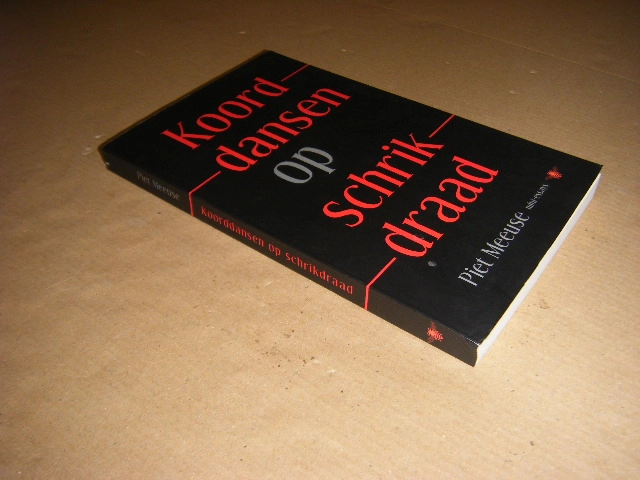 Koord
dansen
op
schrik
draad
Piet Meeuse
Piet Meeuse
Koorddansen op schrikdraad